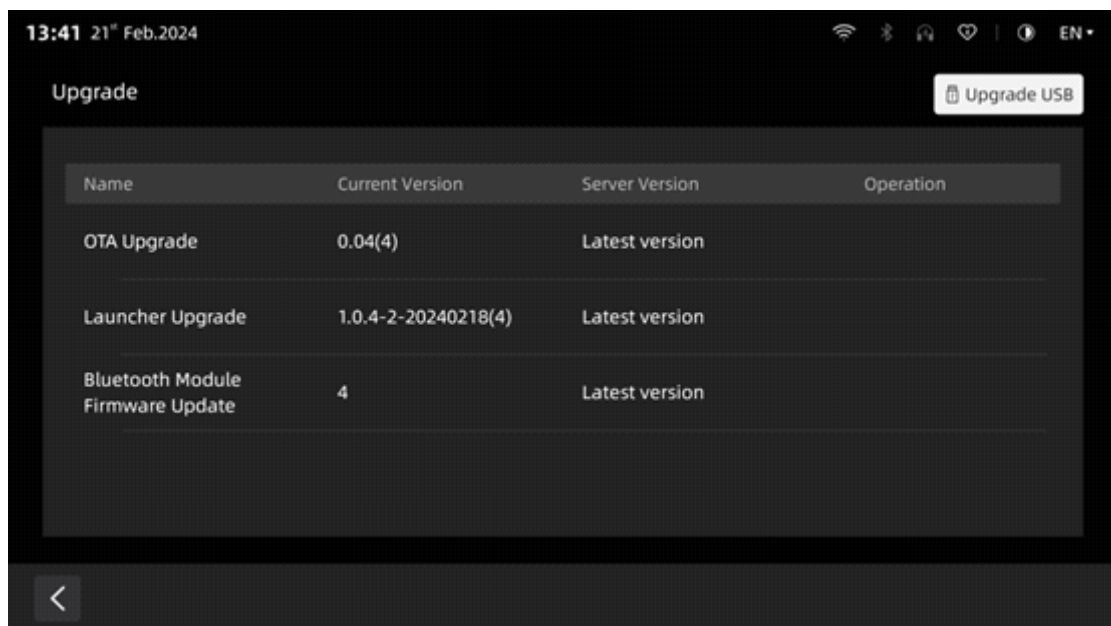 13:41 21st Feb.2024 EN
Upgrade
Upgrade USB
Name Current Version Server Version Operation
OTA Upgrade 0.04(4) Latest version
Launcher Upgrade 1.0.4-2-20240218(4) Latest version
Bluetooth Module
Firmware Update 4 Latest version